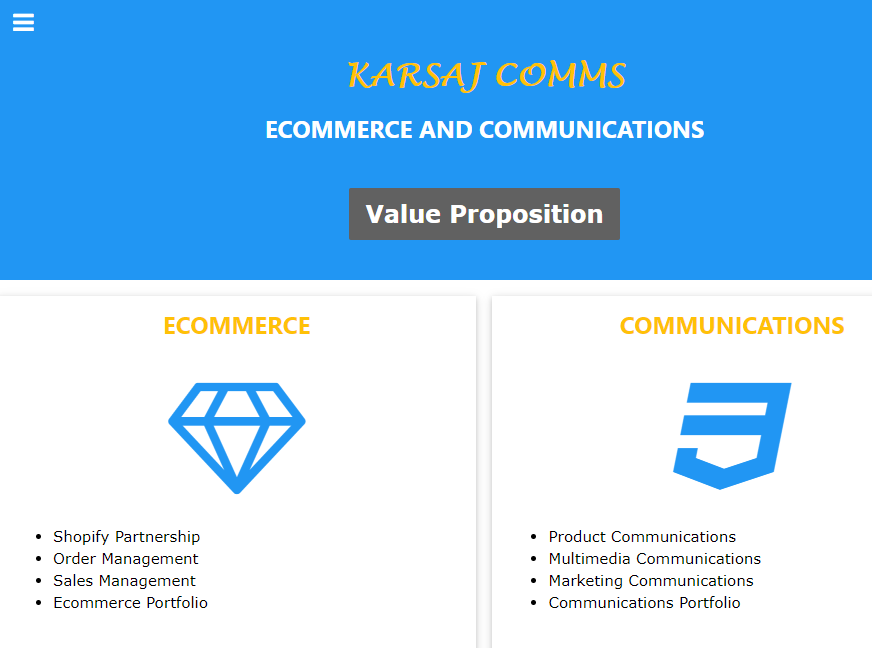 KARSAJ COMMS
ECOMMERCE AND COMMUNICATIONS
Value Proposition
ECOMMERCE
Shopify Partnership
Order Management
Sales Management
Ecommerce Portfolio
COMMUNICATIONS
Product Communications
Multimedia Communications
Marketing Communications
Communications Portfolio